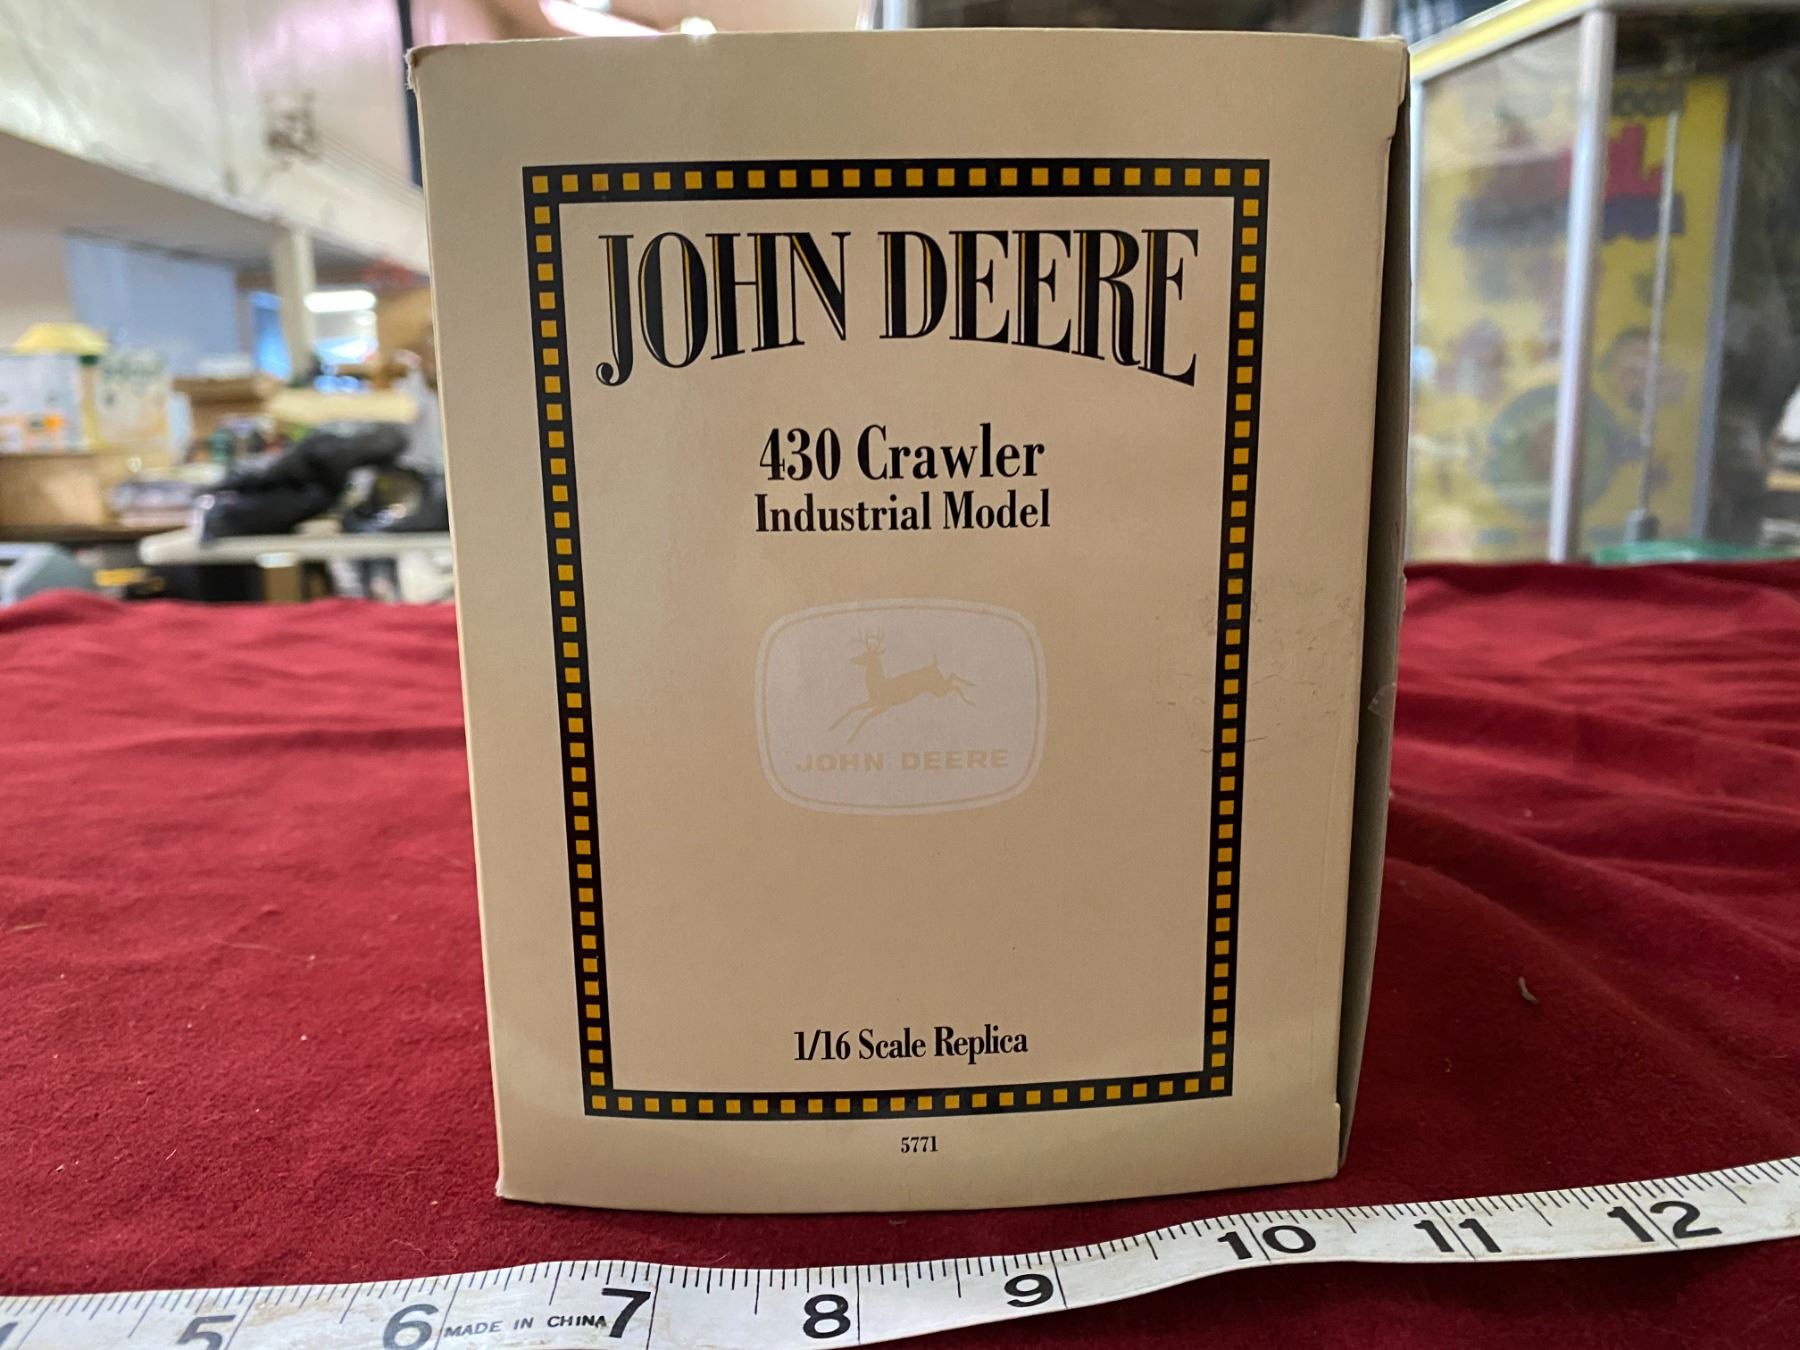 JOHN DEERE
430 Crawler
Industrial Model
JOHN DEERE
1/16 Scale Replica
5771
5 6 MADE IN CHINA 7 8 9 10 11 12